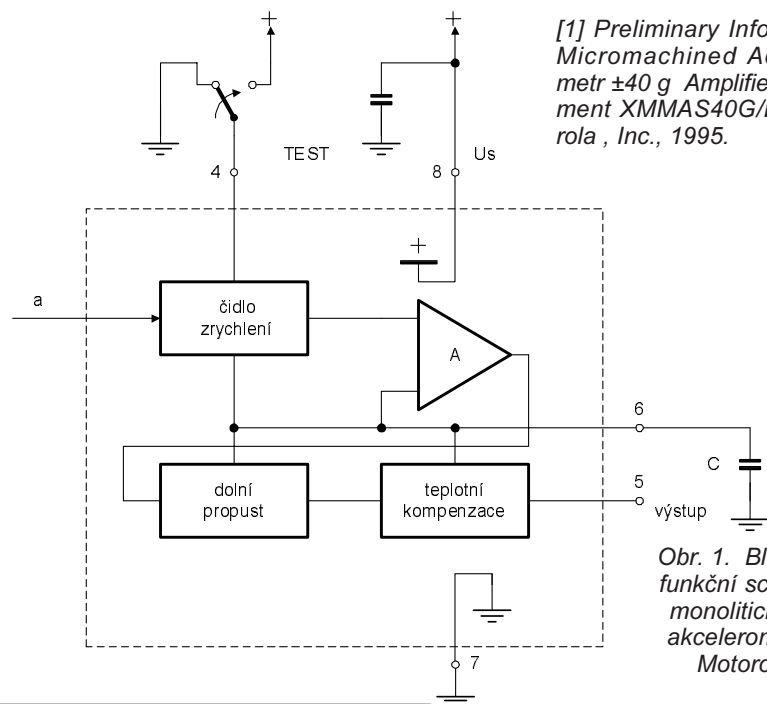 [1] Preliminary Info
Micromachined Ac
metr ±40 g Amplifie
ment XMMAS40G/
rola , Inc., 1995.
+
+
TEST
4
8
Us
+
a
čidlo
zrychlení
A
6
C
dolní
propust
teplotní
kompenzace
5
výstup
7
Obr. 1. Bl
funkční sc
monolitick
akceleron
Motoro